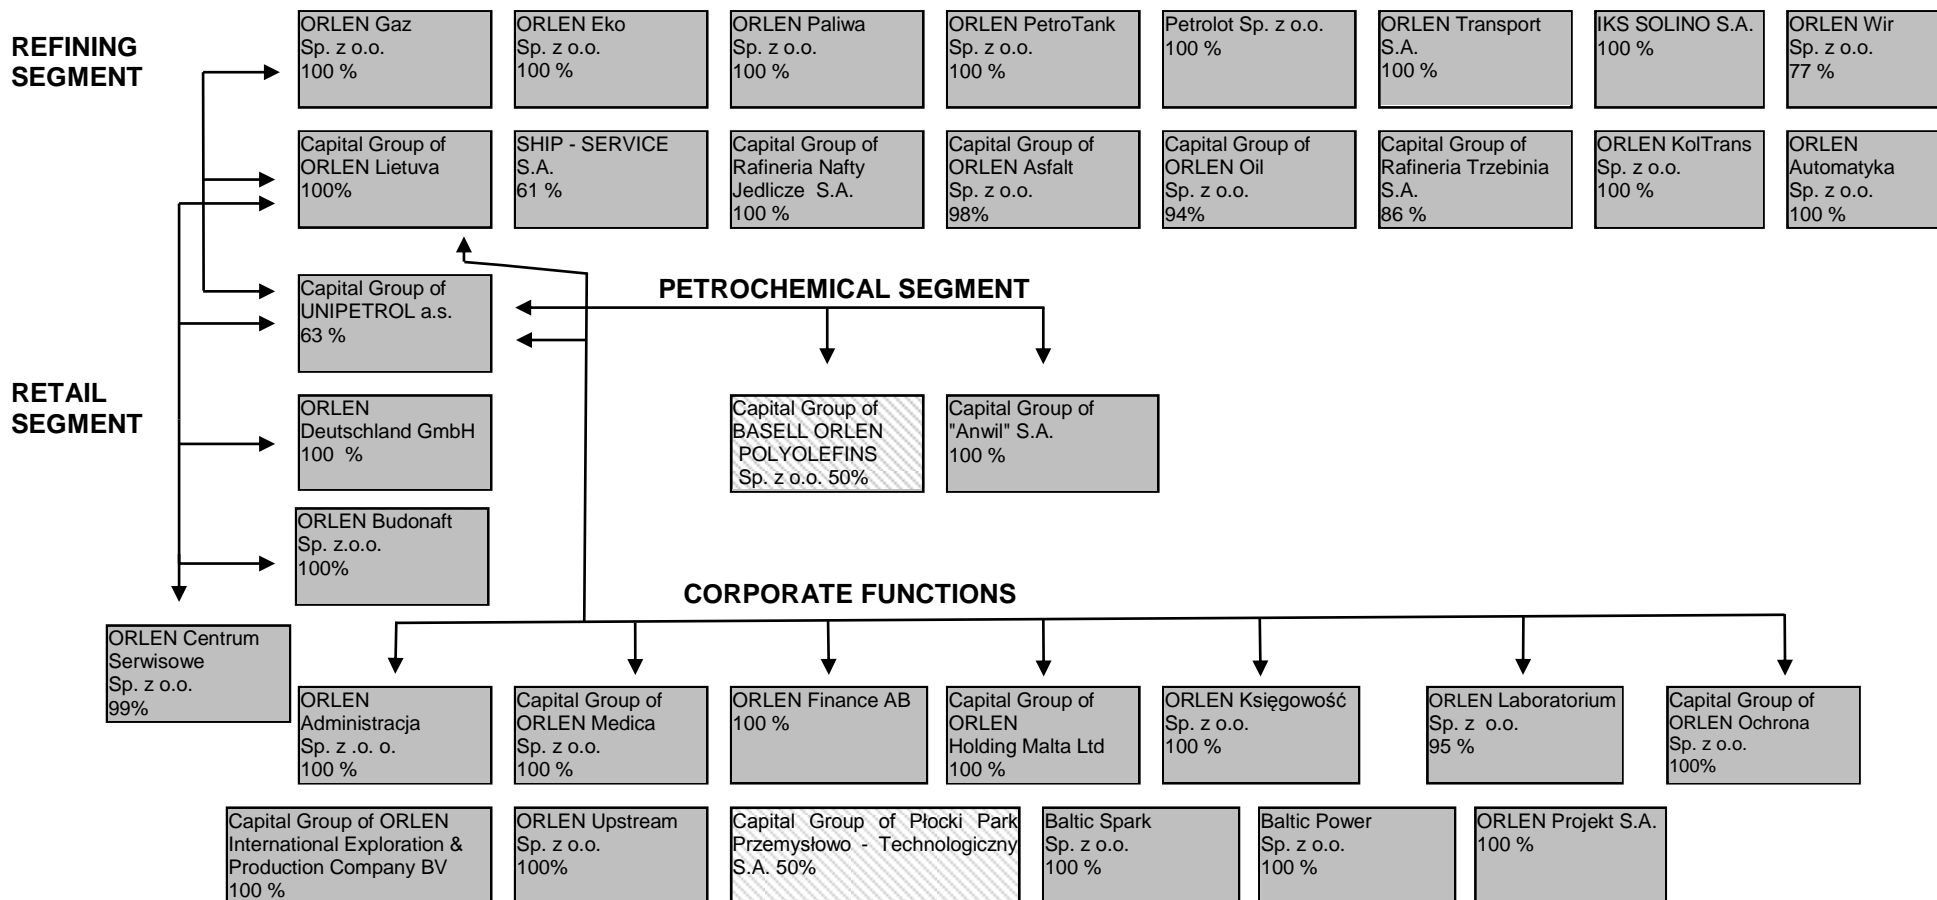 REFINING
SEGMENT
ORLEN Gaz
Sp. z o.o.
100 %
ORLEN Eko
Sp. z o.o.
100 %
ORLEN Paliwa
Sp. z o.o.
100 %
ORLEN PetroTank
Sp. z o.o.
100 %
Petrolot Sp. z o.o.
100 %
ORLEN Transport
S.A.
100 %
IKS SOLINO S.A.
100 %
ORLEN Wir
Sp. z o.o.
77 %
Capital Group of
ORLEN Lietuva
100%
SHIP - SERVICE
S.A.
61 %
Capital Group of
Rafineria Nafty
Jedlicze S.A.
100 %
Capital Group of
ORLEN Asfalt
Sp. z o.o.
98%
Capital Group of
ORLEN Oil
Sp. z o.o.
94%
Capital Group of
Rafineria Trzebinia
S.A.
86 %
ORLEN KolTrans
Sp. z o.o.
100 %
ORLEN
Automatyka
Sp. z o.o.
100 %
Capital Group of
UNIPETROL a.s.
63 %
PETROCHEMICAL SEGMENT
RETAIL
SEGMENT
ORLEN
Deutschland GmbH
100 %
Capital Group of
BASELL ORLEN
POLYOLEFINS
Sp. z o.o. 50%
Capital Group of
"Anwil" S.A.
100 %
ORLEN Budonaft
Sp. z.o.o.
100%
CORPORATE FUNCTIONS
ORLEN Centrum
Serwisowe
Sp. z o.o.
99%
ORLEN
Administracja
Sp. z .o. o.
100 %
Capital Group of
ORLEN Medica
Sp. z o.o.
100 %
ORLEN Finance AB
100 %
Capital Group of
ORLEN
Holding Malta Ltd
100 %
ORLEN Księgowość
Sp. z o.o.
100 %
ORLEN Laboratorium
Sp. z o.o.
95 %
Capital Group of
ORLEN Ochrona
Sp. z o.o.
100%
Capital Group of ORLEN
International Exploration &
Production Company BV
100 %
ORLEN Upstream
Sp. z o.o.
100%
Capital Group of Płocki Park
Przemysłowo - Technologiczny
S.A. 50%
Baltic Spark
Sp. z o.o.
100 %
Baltic Power
Sp. z o.o.
100 %
ORLEN Projekt S.A.
100 %